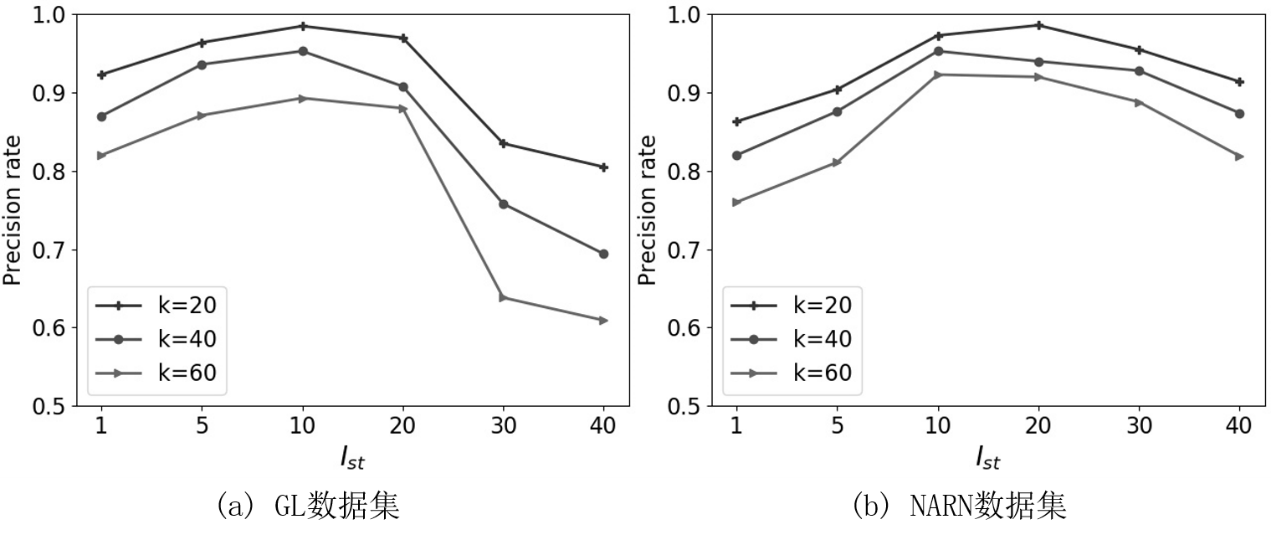 1.0
0.9
0.8
0.7
0.6
0.5
Precision rate
k=20
k=40
k=60
1 5 10 20 30 40
l_st
(a) GL数据集
1.0
0.9
0.8
0.7
0.6
0.5
Precision rate
k=20
k=40
k=60
1 5 10 20 30 40
l_st
(b) NARN数据集